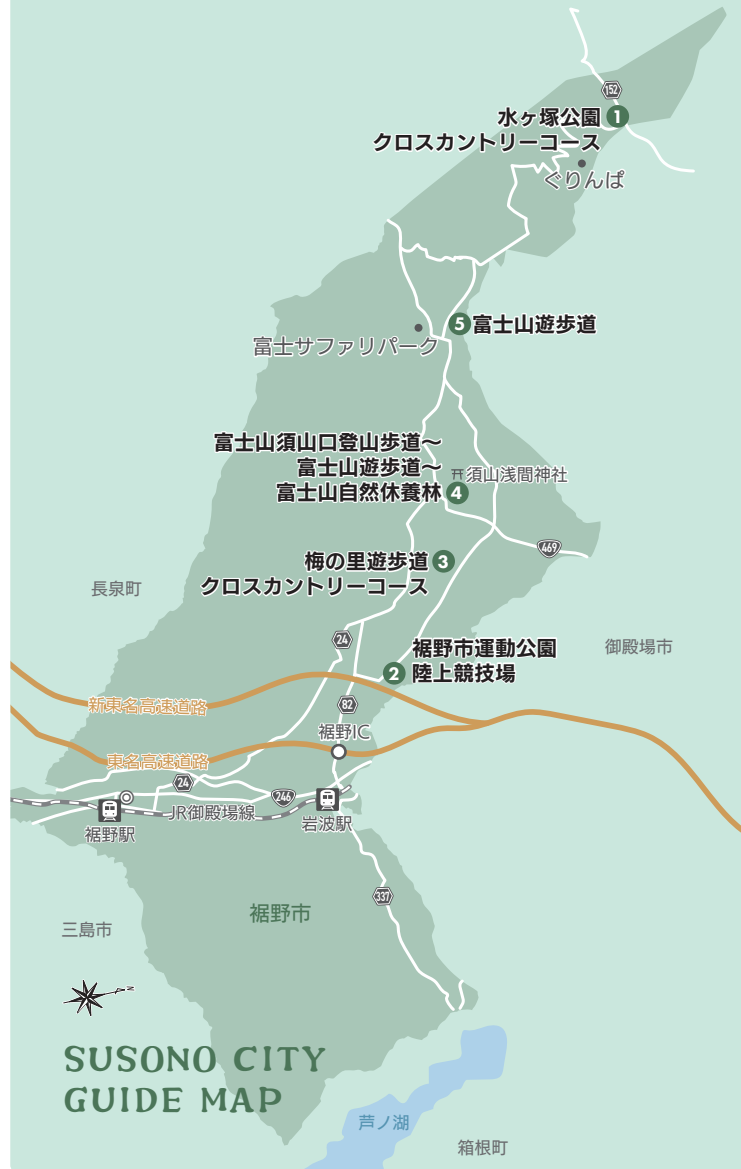 152
水ヶ塚公園 1
クロスカントリーコース
ぐりんぱ
5 富士山遊歩道
富士サファリパーク
富士山須山口登山歩道～
富士山遊歩道～
富士山自然休養林 4
須山浅間神社
469
梅の里遊歩道 3
クロスカントリーコース
長泉町
24
御殿場市
裾野市運動公園
2 陸上競技場
新東名高速道路
82
裾野IC
東名高速道路
24
246
JR御殿場線
裾野駅
岩波駅
337
裾野市
三島市
N
SUSONO CITY
GUIDE MAP
芦ノ湖
箱根町